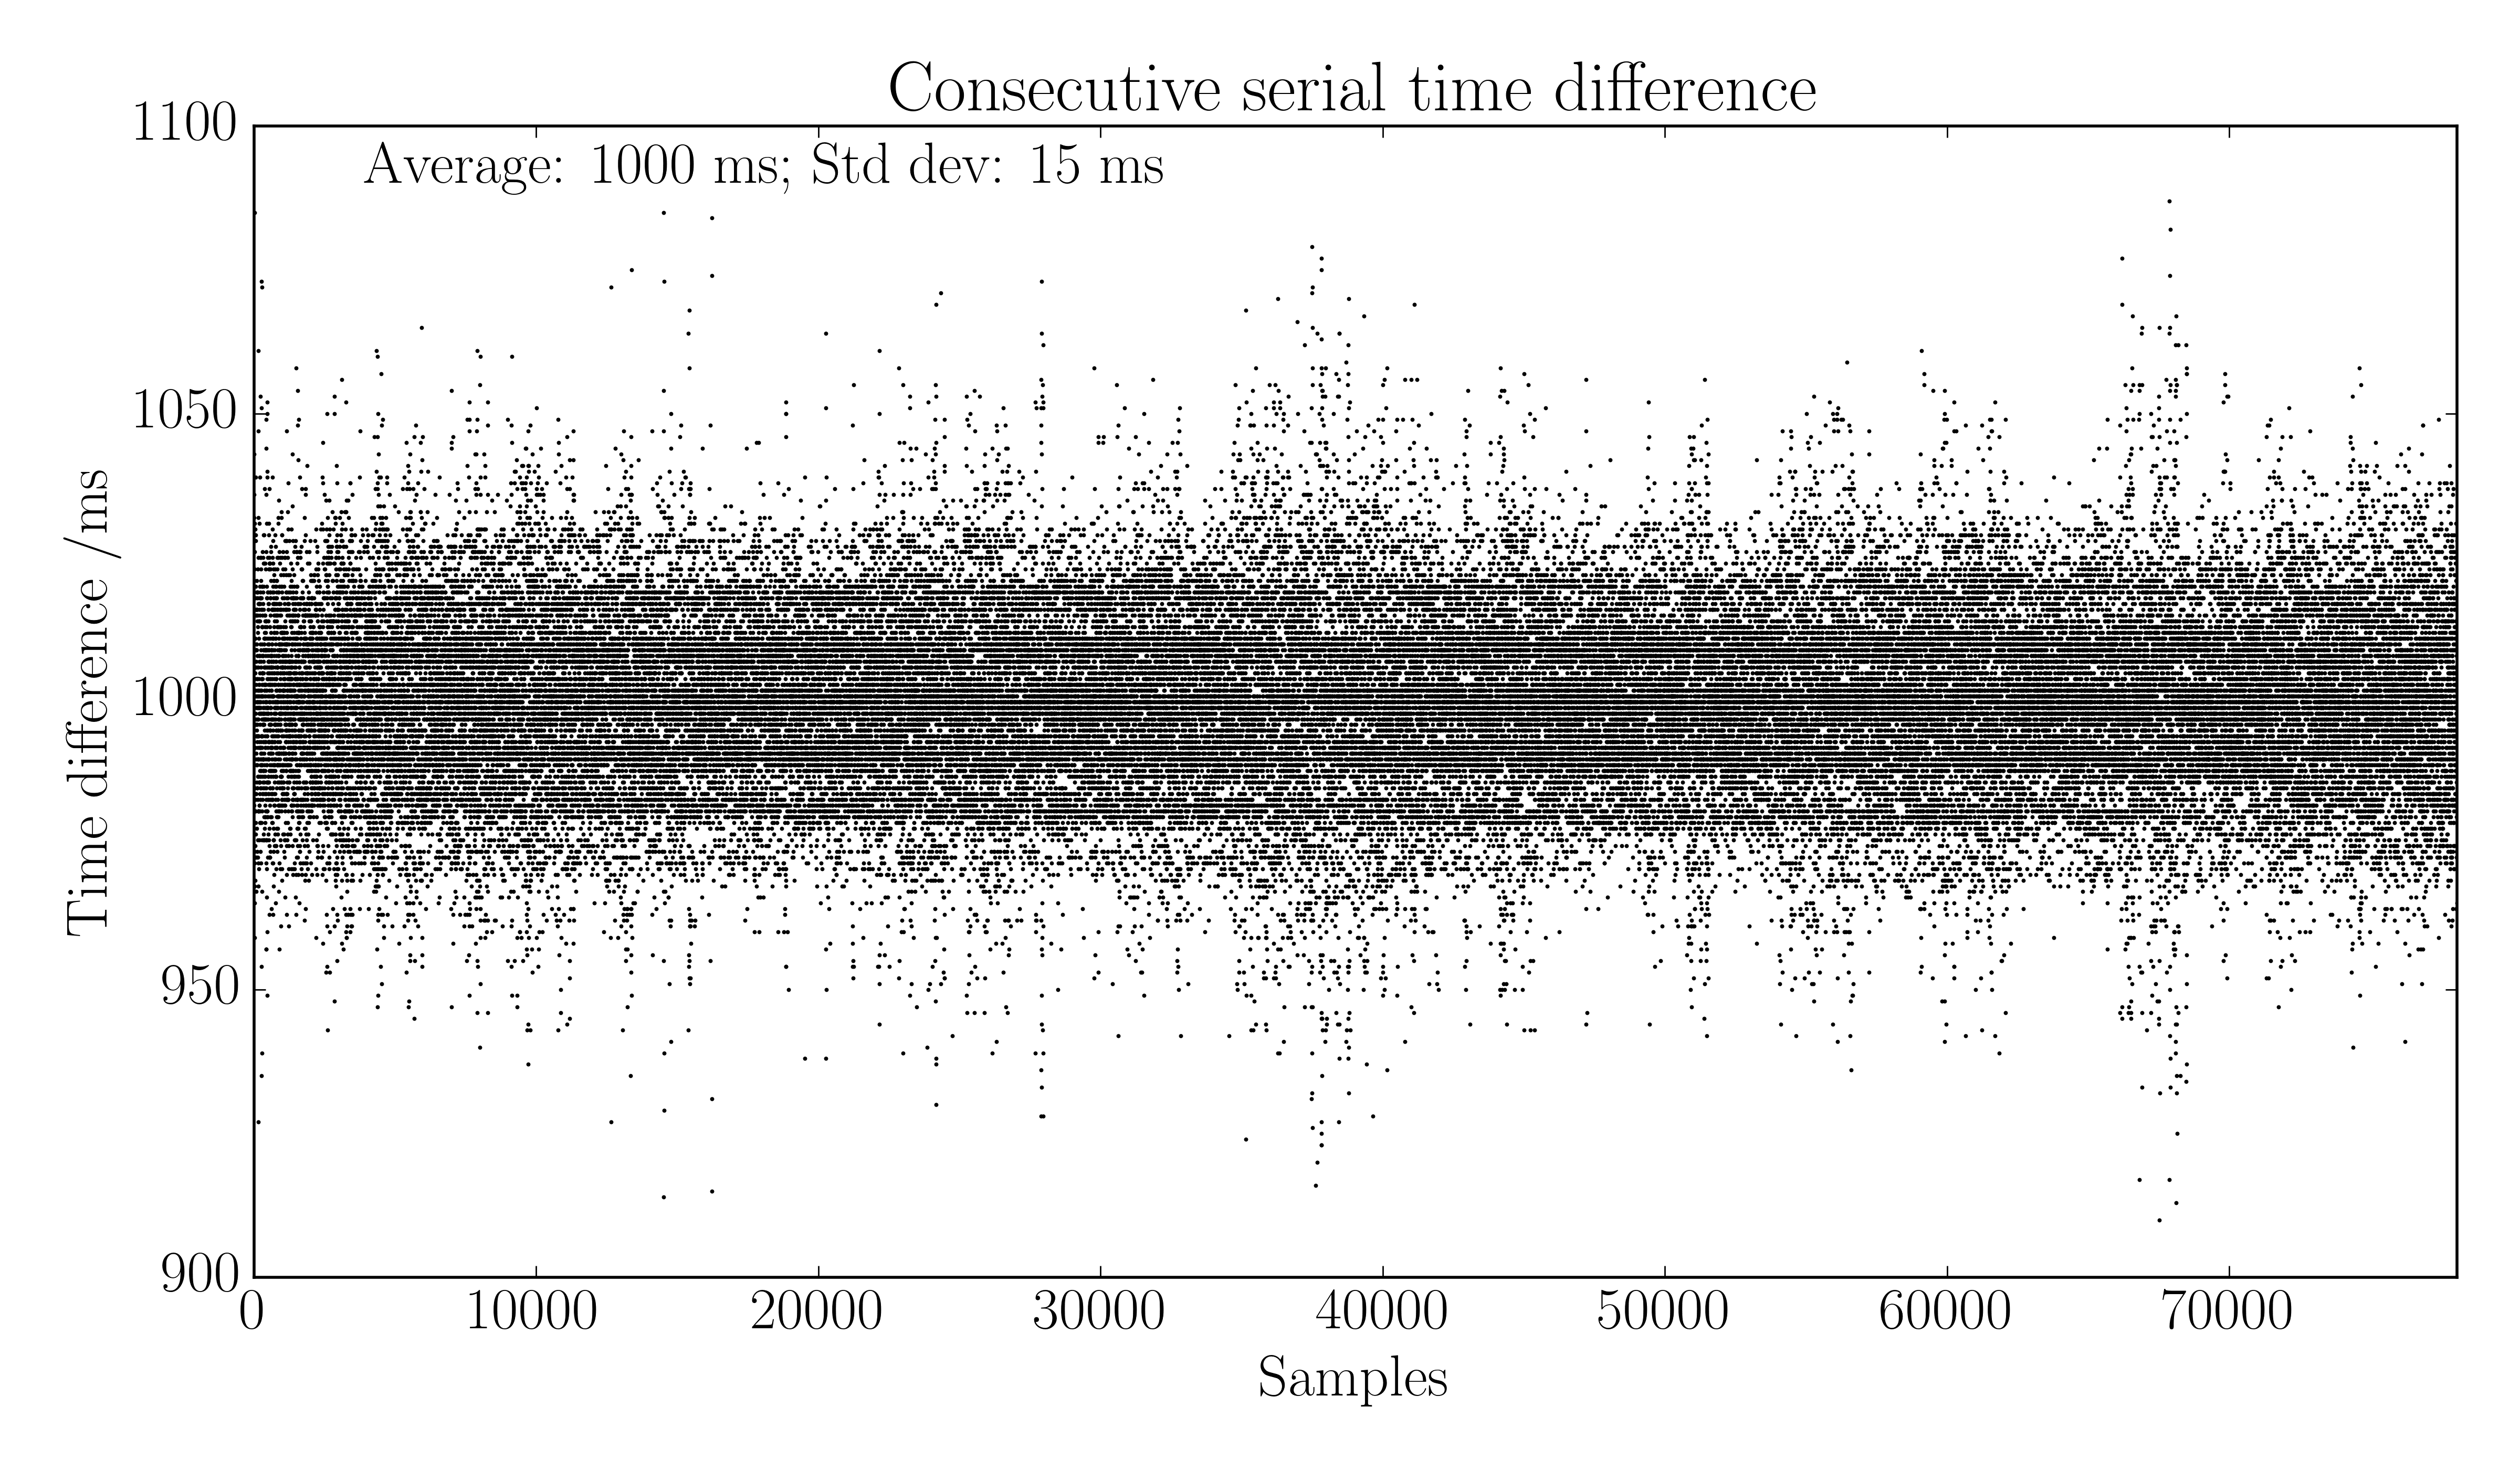 Consecutive serial time difference
Average: 1000 ms; Std dev: 15 ms
Time difference /ms
1100
1050
1000
950
900
0 10000 20000 30000 40000 50000 60000 70000
Samples